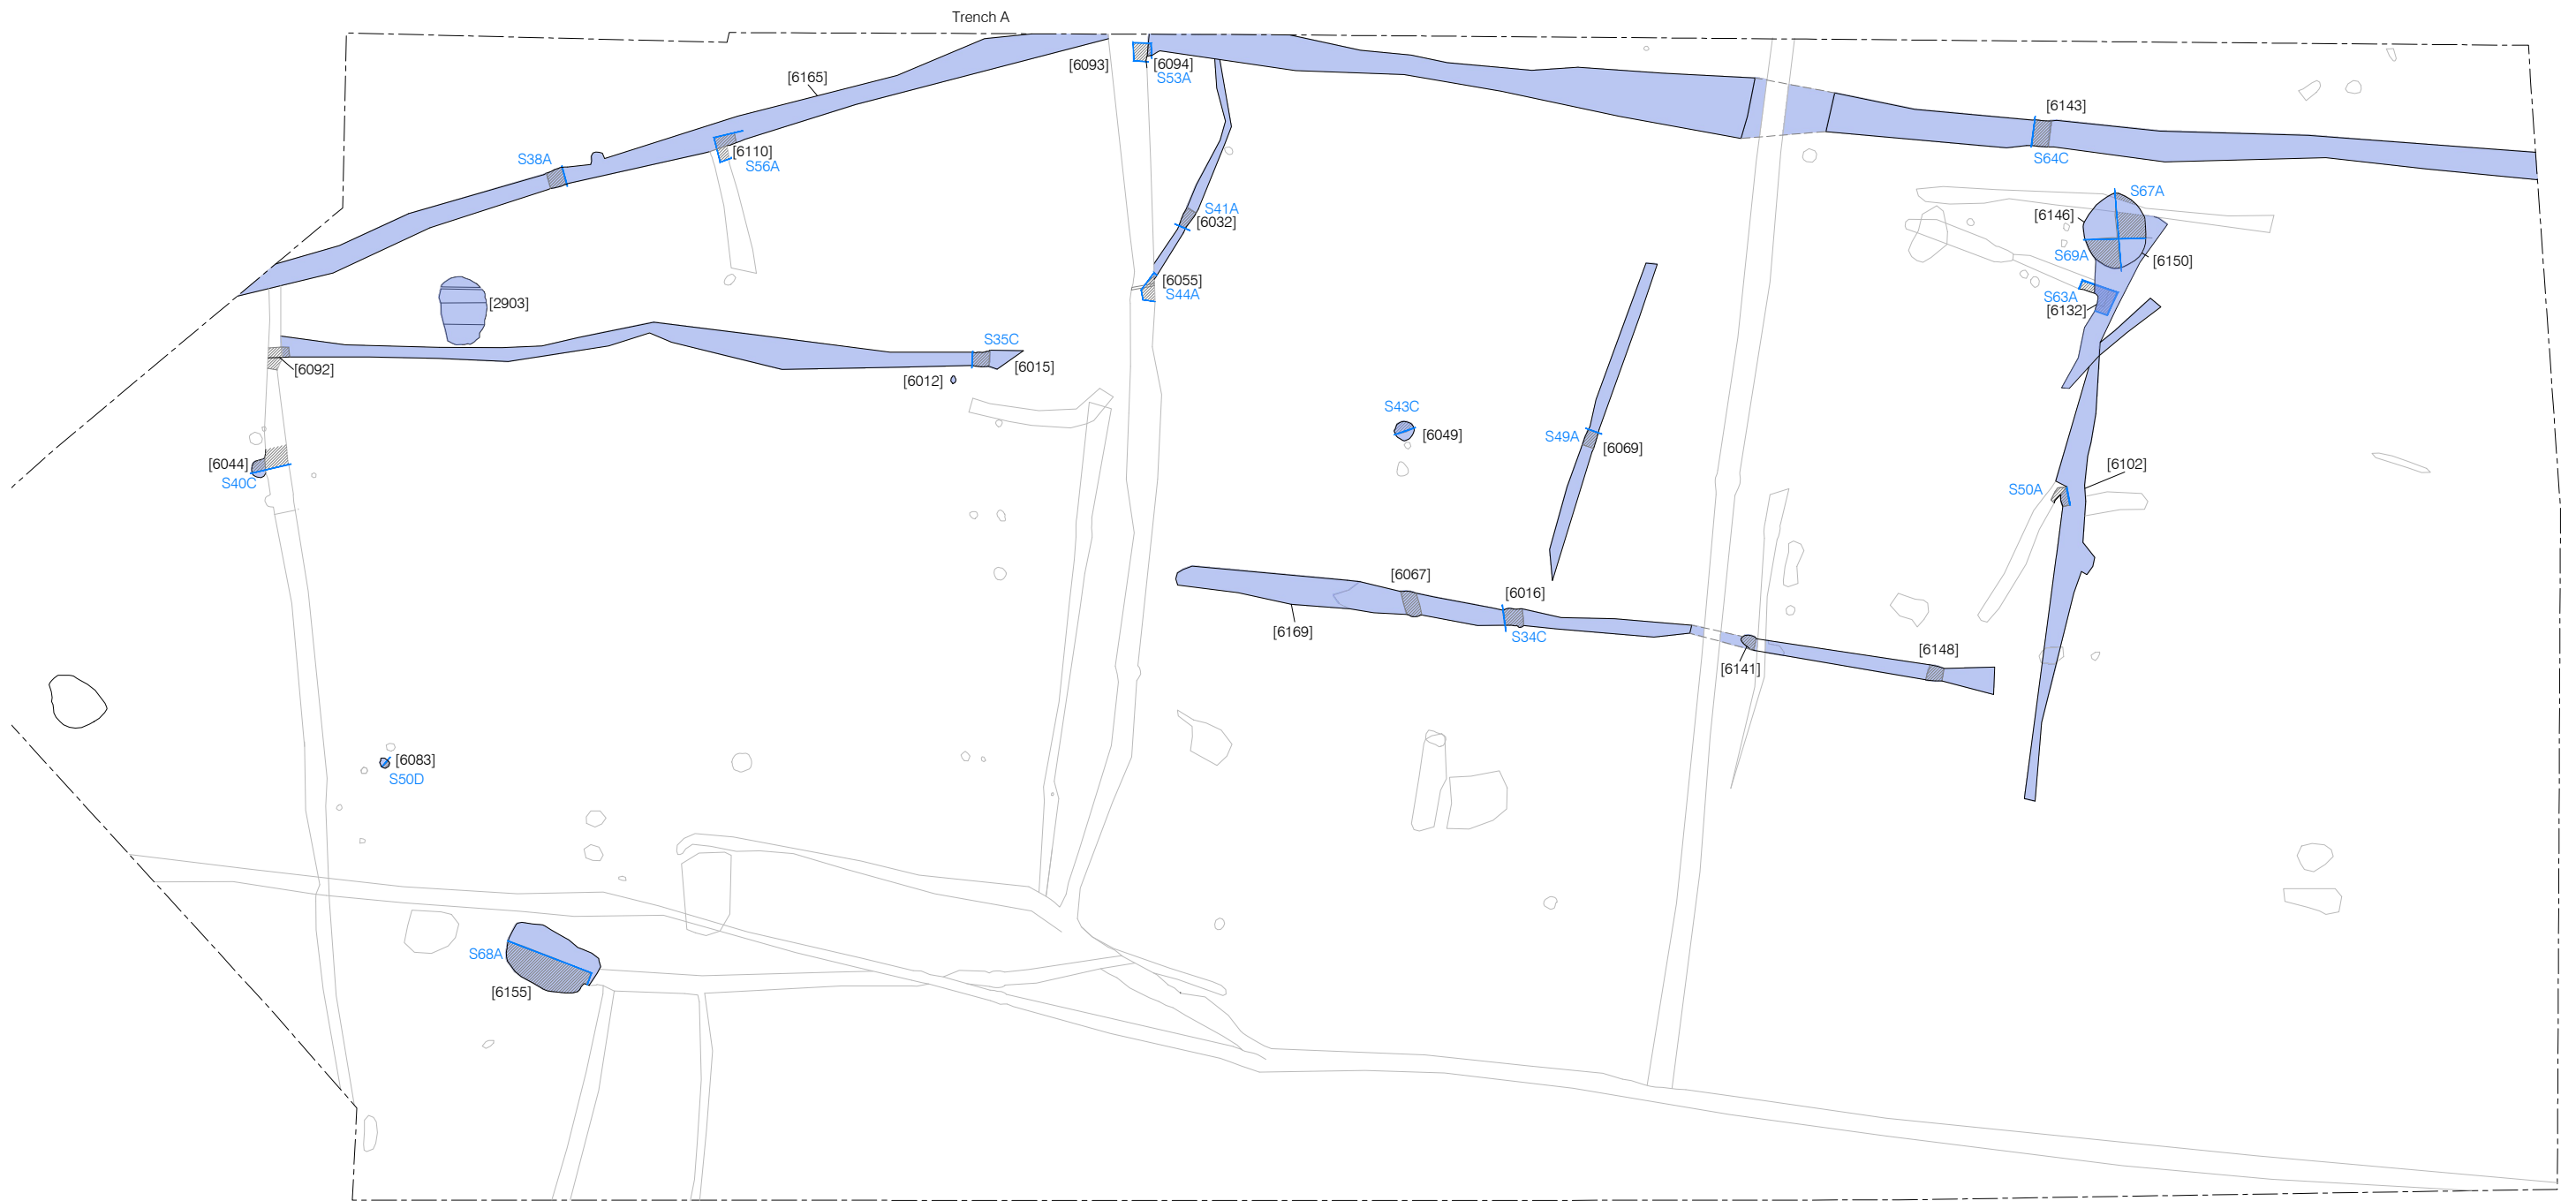 Trench A
[6165]
[6093]
[6094]
S53A
[6143]
S64C
S38A
[6110]
S56A
S67A
[6146]
S41A
[6032]
S69A
[6150]
[6055]
S44A
S63A
[6132]
[2903]
S35C
[6092]
[6012]
[6015]
S43C
[6049]
S49A
[6069]
[6044]
S40C
[6102]
S50A
[6067]
[6016]
[6169]
S34C
[6141]
[6148]
[6083]
S50D
S68A
[6155]